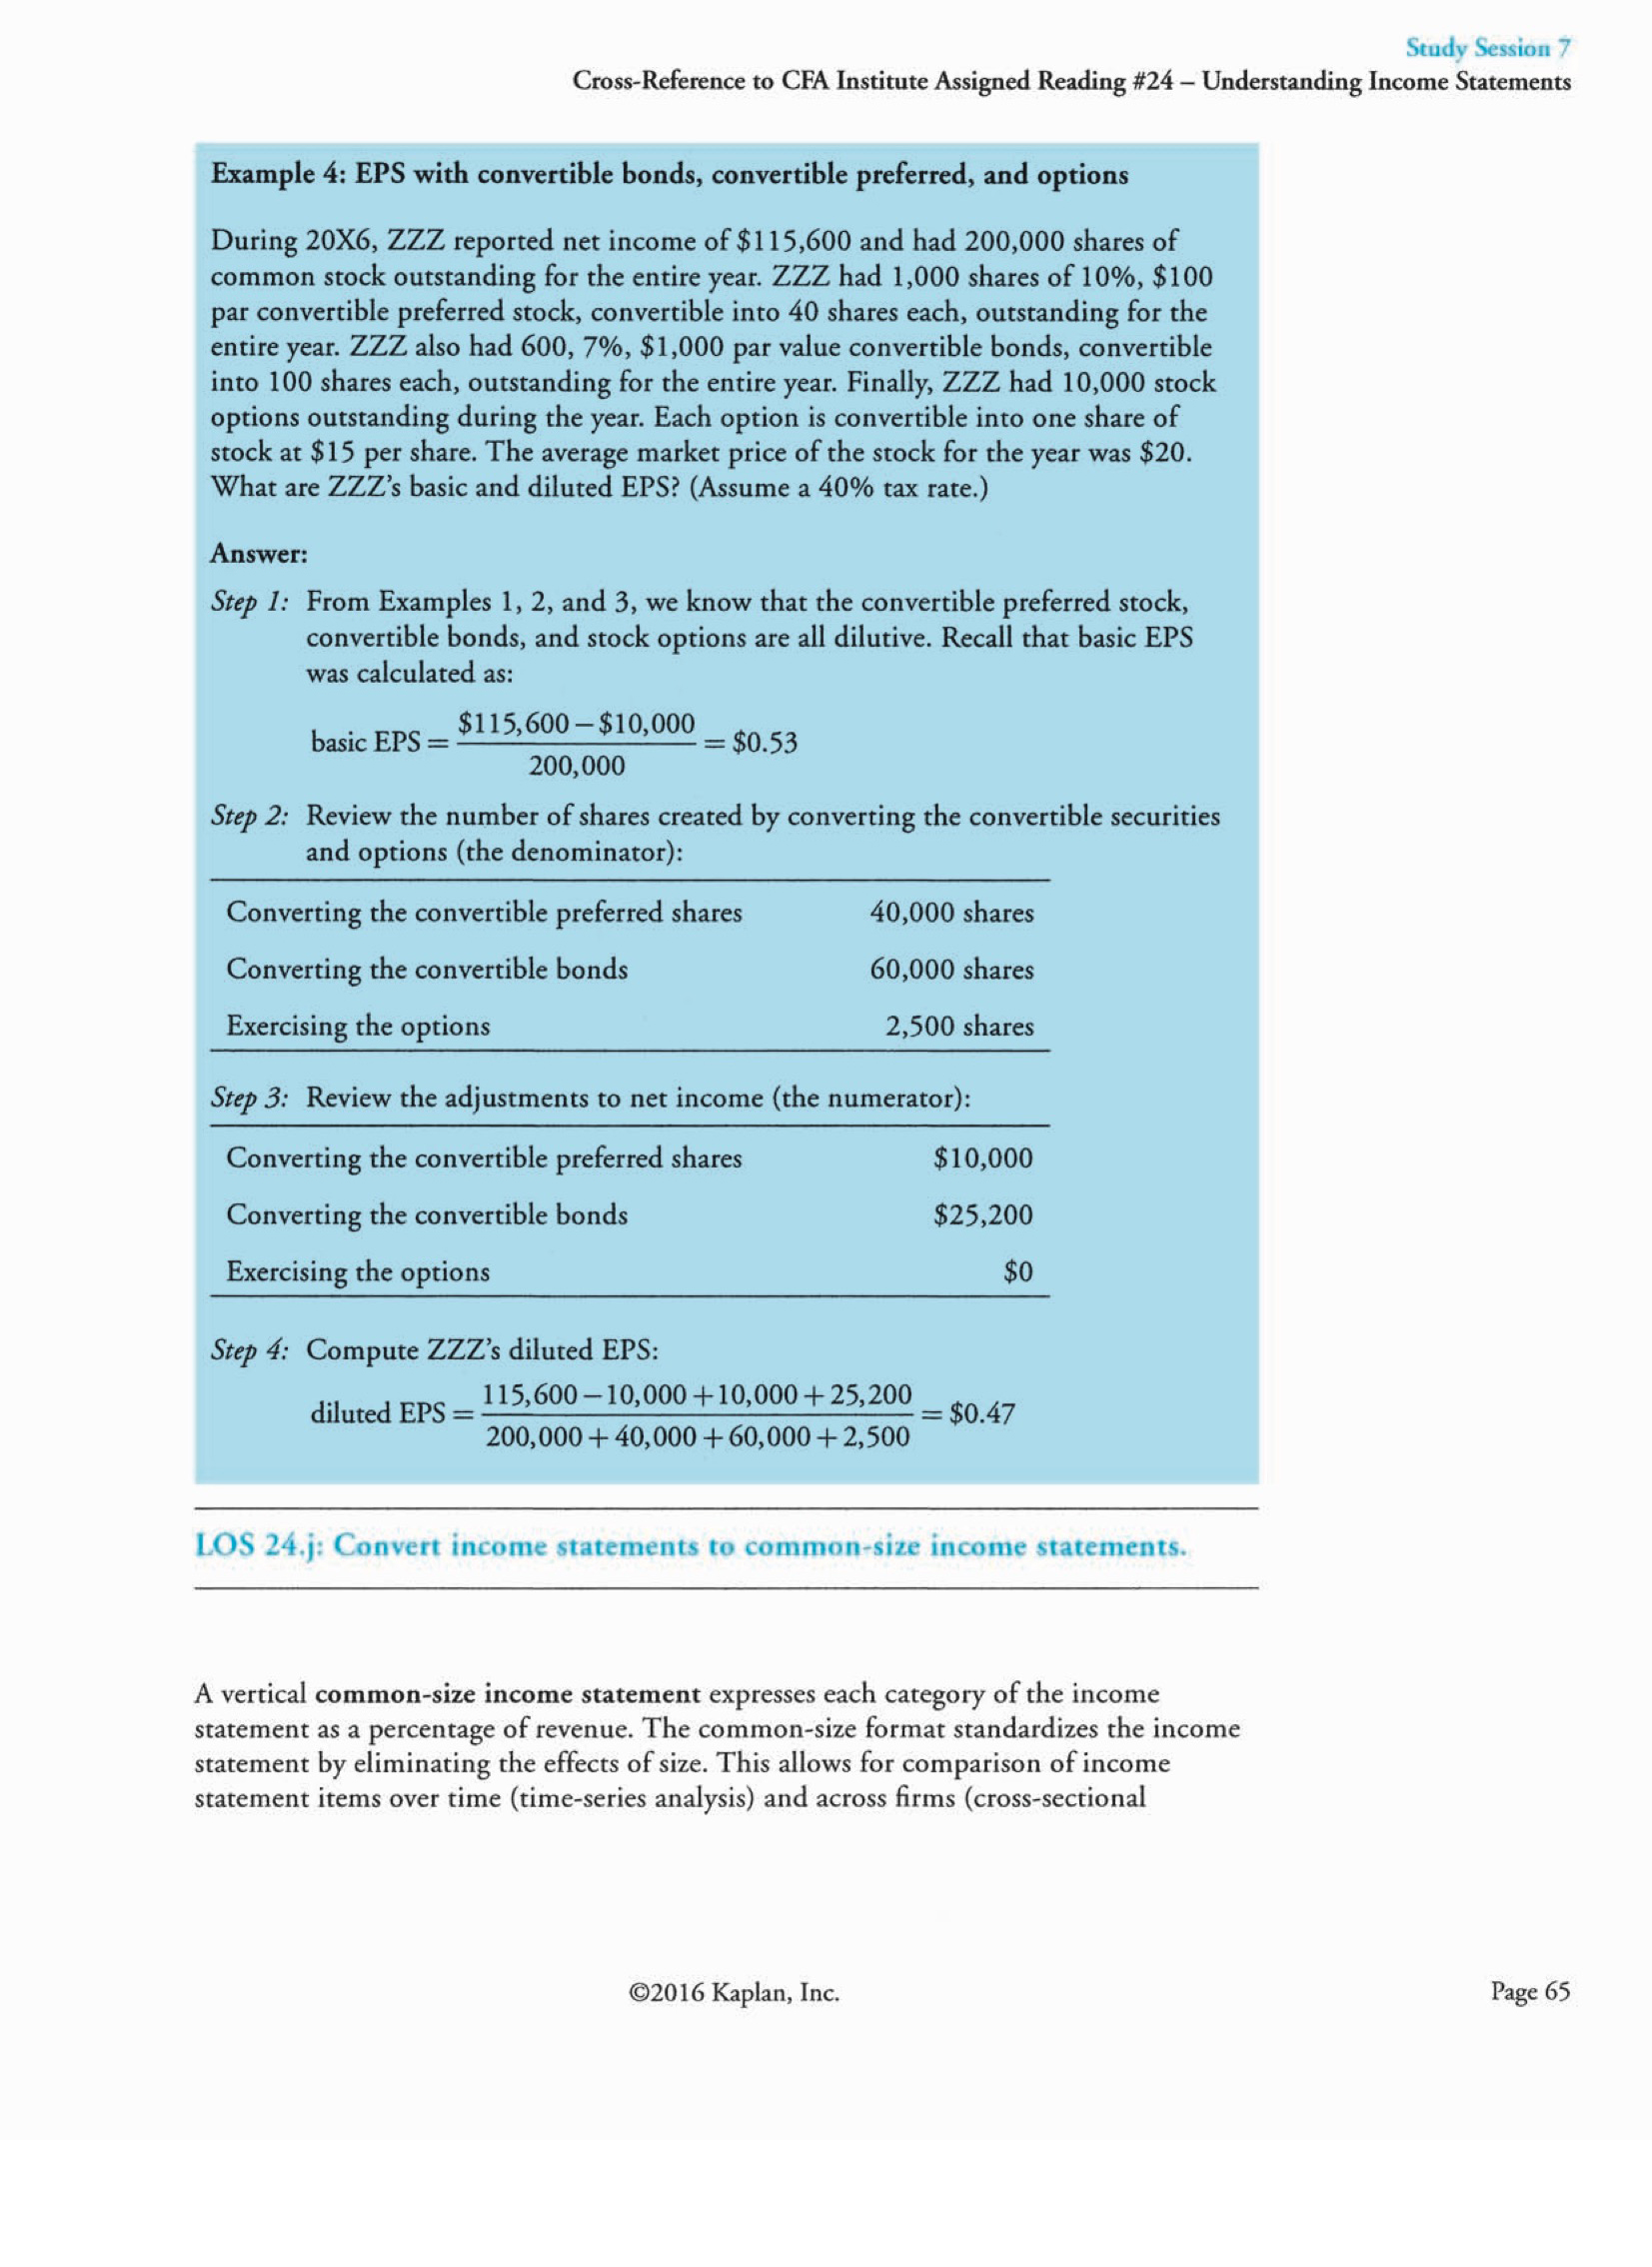 Study Session 7
Cross-Reference to CFA Institute Assigned Reading #24 – Understanding Income Statements
Example 4: EPS with convertible bonds, convertible preferred, and options
During 20X6, ZZZ reported net income of $115,600 and had 200,000 shares of
common stock outstanding for the entire year. ZZZ had 1,000 shares of 10%, $100
par convertible preferred stock, convertible into 40 shares each, outstanding for the
entire year. ZZZ also had 600, 7%, $1,000 par value convertible bonds, convertible
into 100 shares each, outstanding for the entire year. Finally, ZZZ had 10,000 stock
options outstanding during the year. Each option is convertible into one share of
stock at $15 per share. The average market price of the stock for the year was $20.
What are ZZZ's basic and diluted EPS? (Assume a 40% tax rate.)
Answer:
Step 1: From Examples 1, 2, and 3, we know that the convertible preferred stock,
convertible bonds, and stock options are all dilutive. Recall that basic EPS
was calculated as:
basic EPS = $115,600 – $10,000 / 200,000 = $0.53
Step 2: Review the number of shares created by converting the convertible securities
and options (the denominator):
Converting the convertible preferred shares 40,000 shares
Converting the convertible bonds 60,000 shares
Exercising the options 2,500 shares
Step 3: Review the adjustments to net income (the numerator):
Converting the convertible preferred shares $10,000
Converting the convertible bonds $25,200
Exercising the options $0
Step 4: Compute ZZZ's diluted EPS:
diluted EPS = 115,600 – 10,000 + 10,000 + 25,200 / 200,000 + 40,000 + 60,000 + 2,500 = $0.47
LOS 24.j: Convert income statements to common-size income statements.
A vertical common-size income statement expresses each category of the income
statement as a percentage of revenue. The common-size format standardizes the income
statement by eliminating the effects of size. This allows for comparison of income
statement items over time (time-series analysis) and across firms (cross-sectional
©2016 Kaplan, Inc.
Page 65